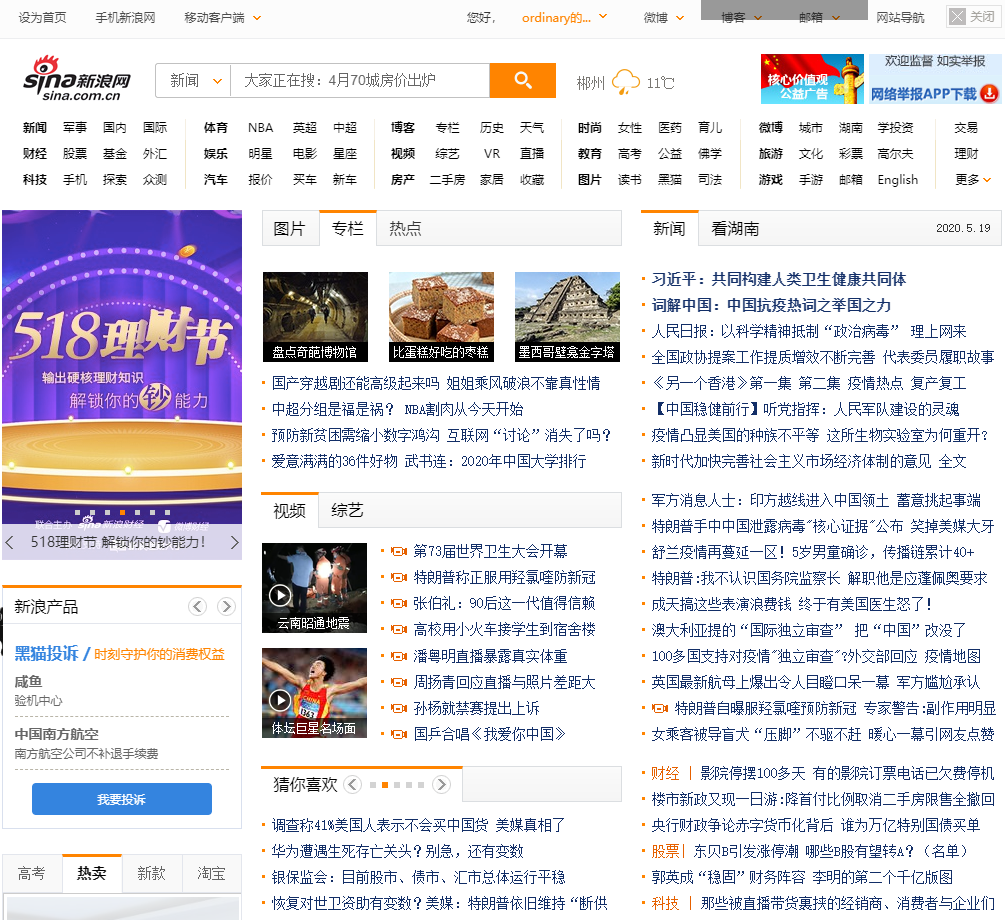 设为首页 手机新浪网 移动客户端 您好, ordinary的... 微博 博客 邮箱 网站导航 关闭
sina新浪网
sina.com.cn
新闻 大家正在搜：4月70城房价出炉
郴州 11℃
核心价值观
公益广告
欢迎监督 如实举报
网络举报APP下载
新闻 军事 国内 国际 体育 NBA 英超 中超 博客 专栏 历史 天气 时尚 女性 医药 育儿 微博 城市 湖南 学投资 交易
财经 股票 基金 外汇 娱乐 明星 电影 星座 视频 综艺 VR 直播 教育 高考 公益 佛学 旅游 文化 彩票 高尔夫 理财
科技 手机 探索 众测 汽车 报价 买车 新车 房产 二手房 家居 收藏 图片 读书 黑猫 司法 游戏 手游 邮箱 English 更多
518理财节
输出硬核理财知识
解锁你的钞能力
联合主办 sina新浪财经 微博财经
518理财节 解锁你的钞能力!
新浪产品
黑猫投诉 / 时刻守护你的消费权益
咸鱼
验机中心
中国南方航空
南方航空公司不补退手续费
我要投诉
高考 热卖 新款 淘宝
图片 专栏 热点
盘点奇葩博物馆 比蛋糕好吃的枣糕 墨西哥壁龛金字塔
国产穿越剧还能高级起来吗 姐姐乘风破浪不靠真性情
中超分组是福是祸？ NBA割肉从今天开始
预防新贫困需缩小数字鸿沟 互联网“讨论”消失了吗?
爱意满满的36件好物 武书连：2020年中国大学排行
视频 综艺
云南昭通地震
体坛巨星名场面
第73届世界卫生大会开幕
特朗普称正服用羟氯喹防新冠
张伯礼：90后这一代值得信赖
高校用小火车接学生到宿舍楼
潘粤明直播暴露真实体重
周扬青回应直播与照片差距大
孙杨就禁赛提出上诉
国乒合唱《我爱你中国》
猜你喜欢
调查称41%美国人表示不会买中国货 美媒真相了
华为遭遇生死存亡关头？别急，还有变数
银保监会：目前股市、债市、汇市总体运行平稳
恢复对世卫资助有变数？美媒：特朗普依旧维持“断供
新闻 看湖南 2020.5.19
习近平：共同构建人类卫生健康共同体
词解中国：中国抗疫热词之举国之力
人民日报：以科学精神抵制“政治病毒” 理上网来
全国政协提案工作提质增效不断完善 代表委员履职故事
《另一个香港》第一集 第二集 疫情热点 复产复工
【中国稳健前行】听党指挥：人民军队建设的灵魂
疫情凸显美国的种族不平等 这所生物实验室为何重开?
新时代加快完善社会主义市场经济体制的意见 全文
军方消息人士：印方越线进入中国领土 蓄意挑起事端
特朗普手中中国泄露病毒"核心证据"公布 笑掉美媒大牙
舒兰疫情再蔓延一区！5岁男童确诊，传播链累计40+
特朗普:我不认识国务院监察长 解职他是应蓬佩奥要求
成天搞这些表演浪费钱 终于有美国医生怒了！
澳大利亚提的“国际独立审查” 把“中国”改没了
100多国支持对疫情"独立审查"?外交部回应 疫情地图
英国最新航母上爆出令人目瞪口呆一幕 军方尴尬承认
特朗普自曝服羟氯喹预防新冠 专家警告:副作用明显
女乘客被导盲犬“压脚”不驱不赶 暖心一幕引网友点赞
财经 | 影院停摆100多天 有的影院订票电话已欠费停机
楼市新政又现一日游:降首付比例取消二手房限售全撤回
央行财政争论赤字货币化背后 谁为万亿特别国债买单
股票| 东贝B引发涨停潮 哪些B股有望转A？（名单）
郭英成“稳固”财务阵容 李明的第二个千亿版图
科技 | 那些被直播带货裹挟的经销商、消费者与企业们